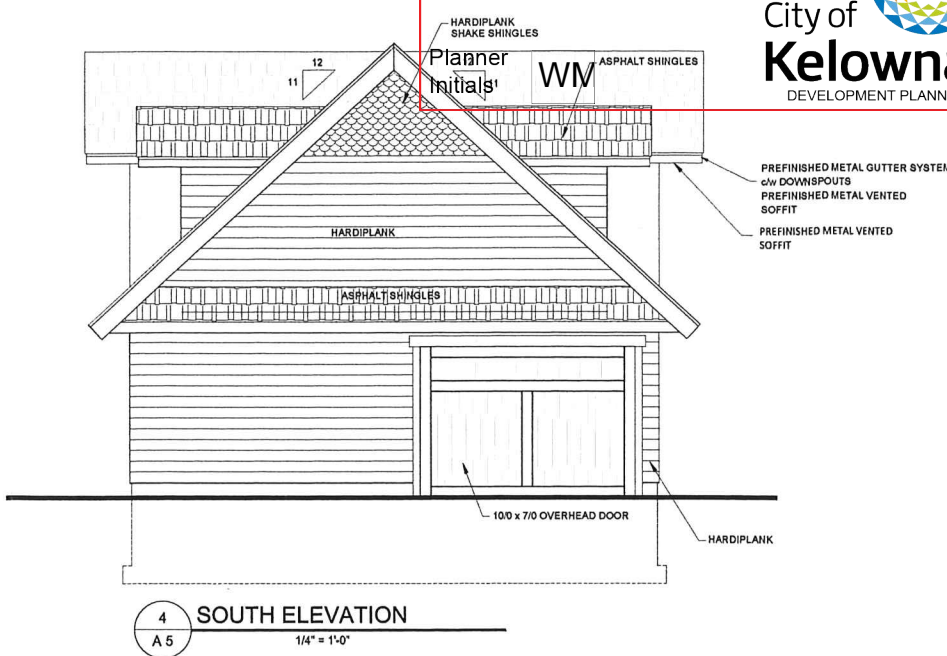 HARDIPLANK
SHAKE SHINGLES
City of
Kelowna
DEVELOPMENT PLANN
Planner
Initials
WM
ASPHALT SHINGLES
12
11
11
PREFINISHED METAL GUTTER SYSTEM
c/w DOWNSPOUTS
PREFINISHED METAL VENTED
SOFFIT
PREFINISHED METAL VENTED
SOFFIT
HARDIPLANK
ASPHALT SHINGLES
10/0 x 7/0 OVERHEAD DOOR
HARDIPLANK
4
A 5
SOUTH ELEVATION
1/4" = 1'-0"